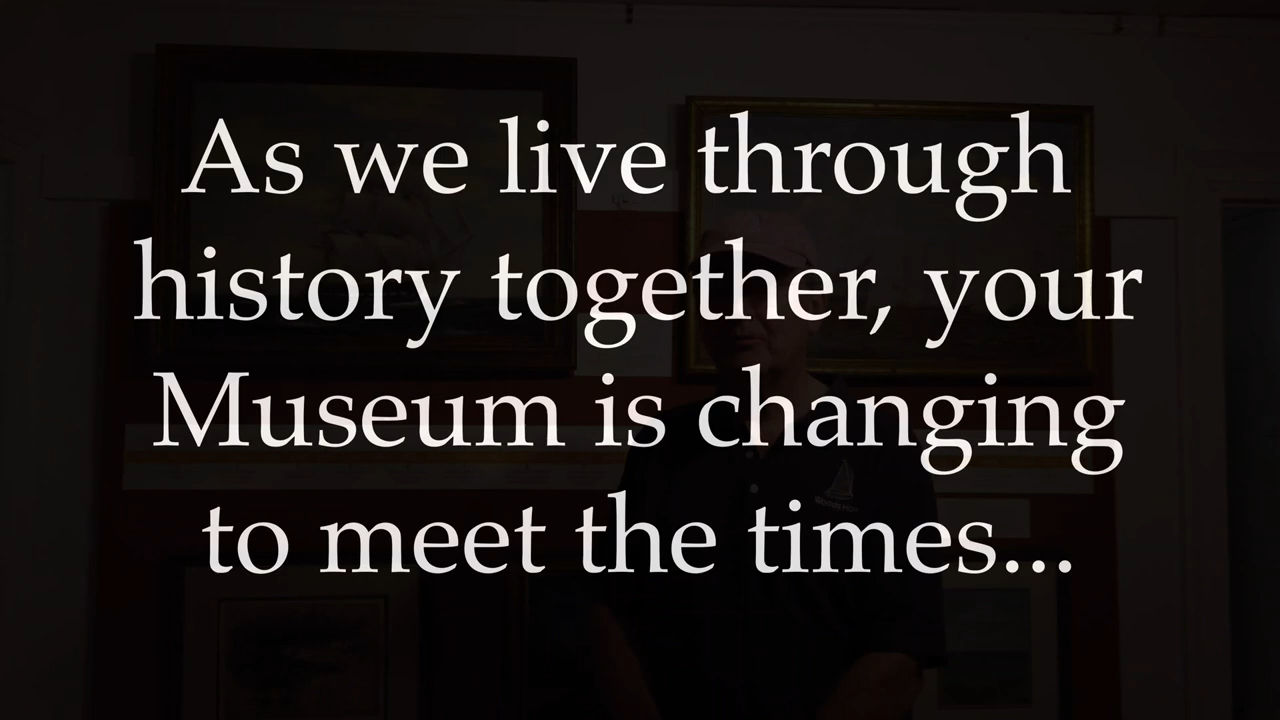 As we live through
history together, your
Museum is changing
to meet the times...